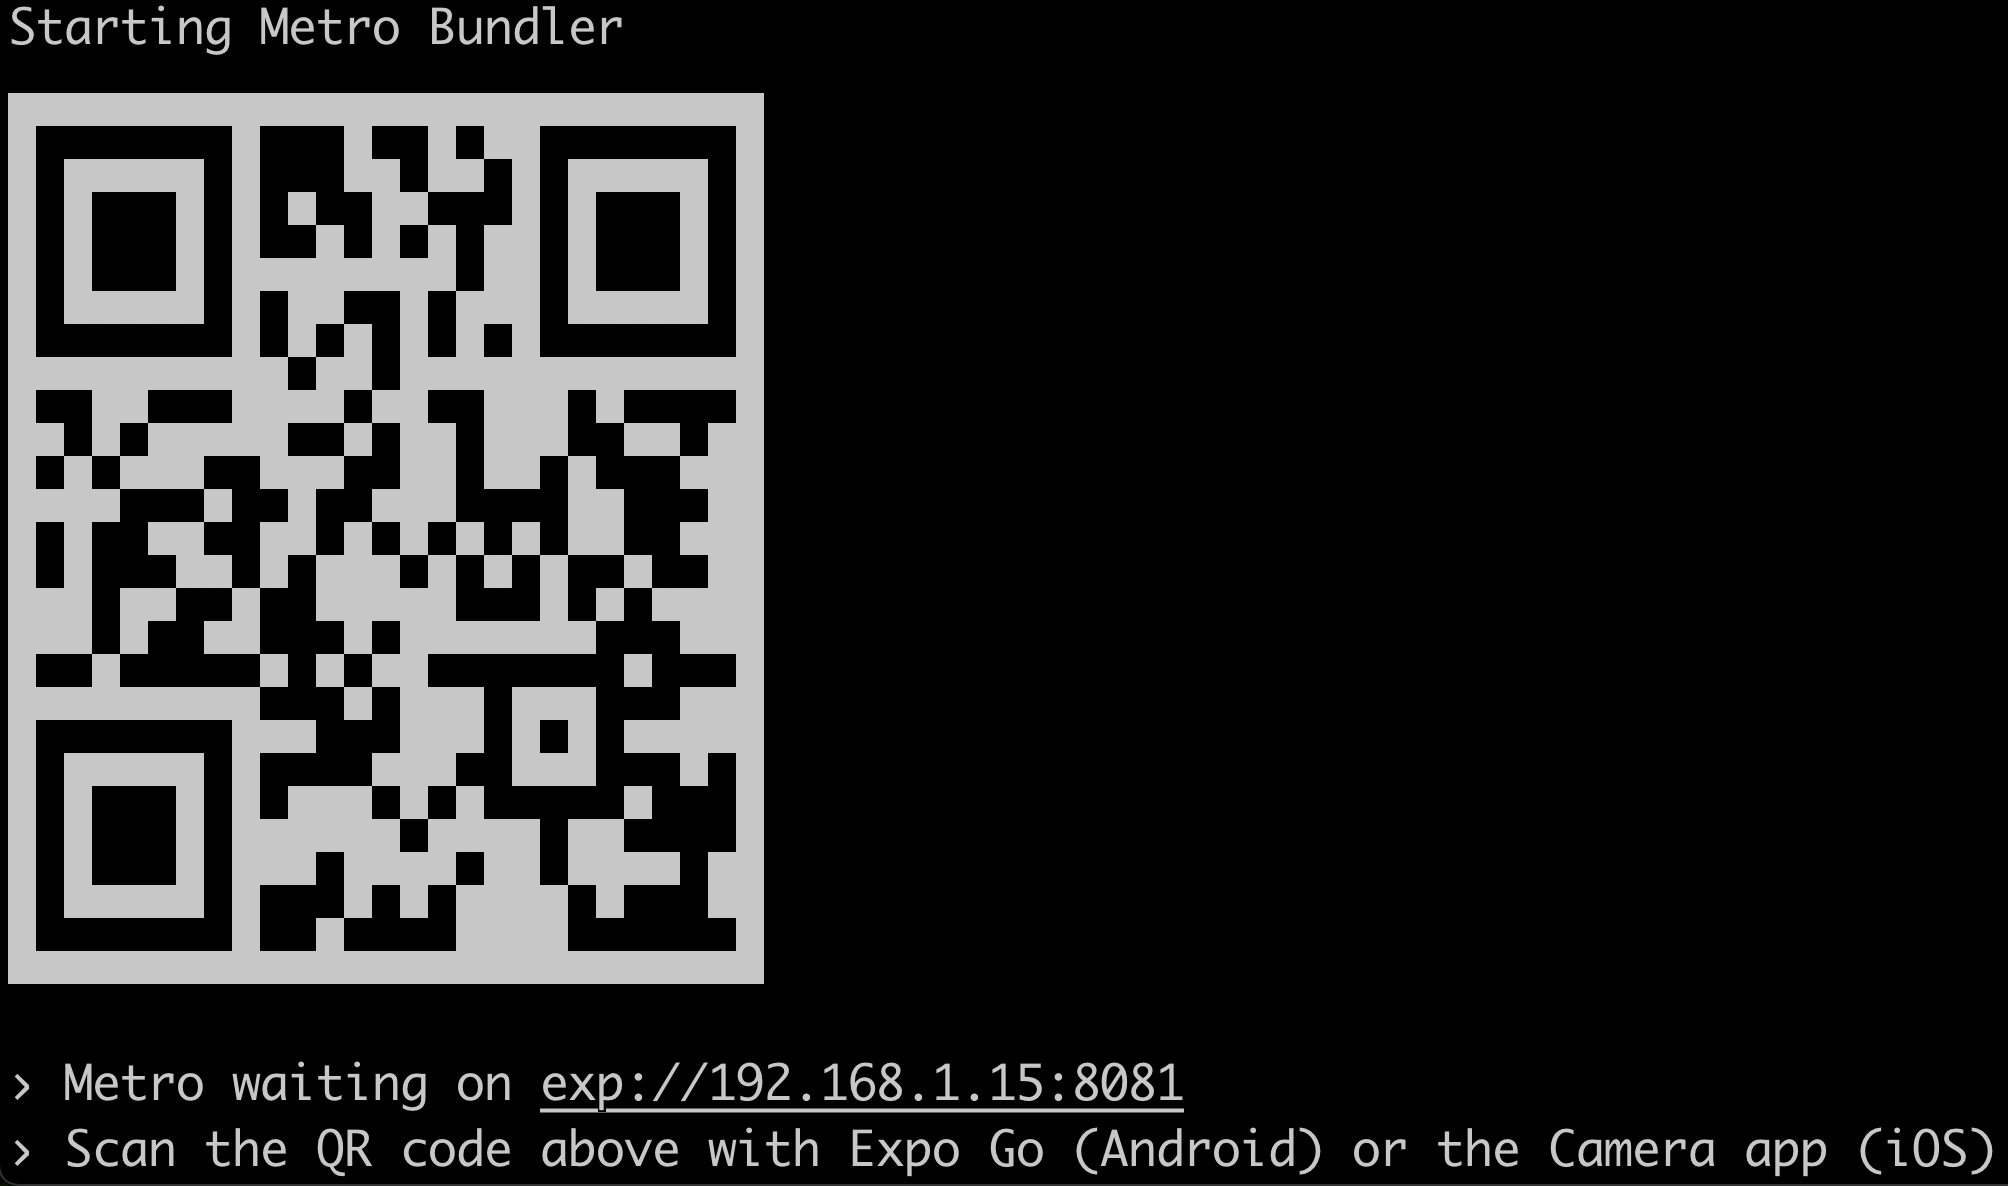 Starting Metro Bundler
› Metro waiting on exp://192.168.1.15:8081
› Scan the QR code above with Expo Go (Android) or the Camera app (iOS)